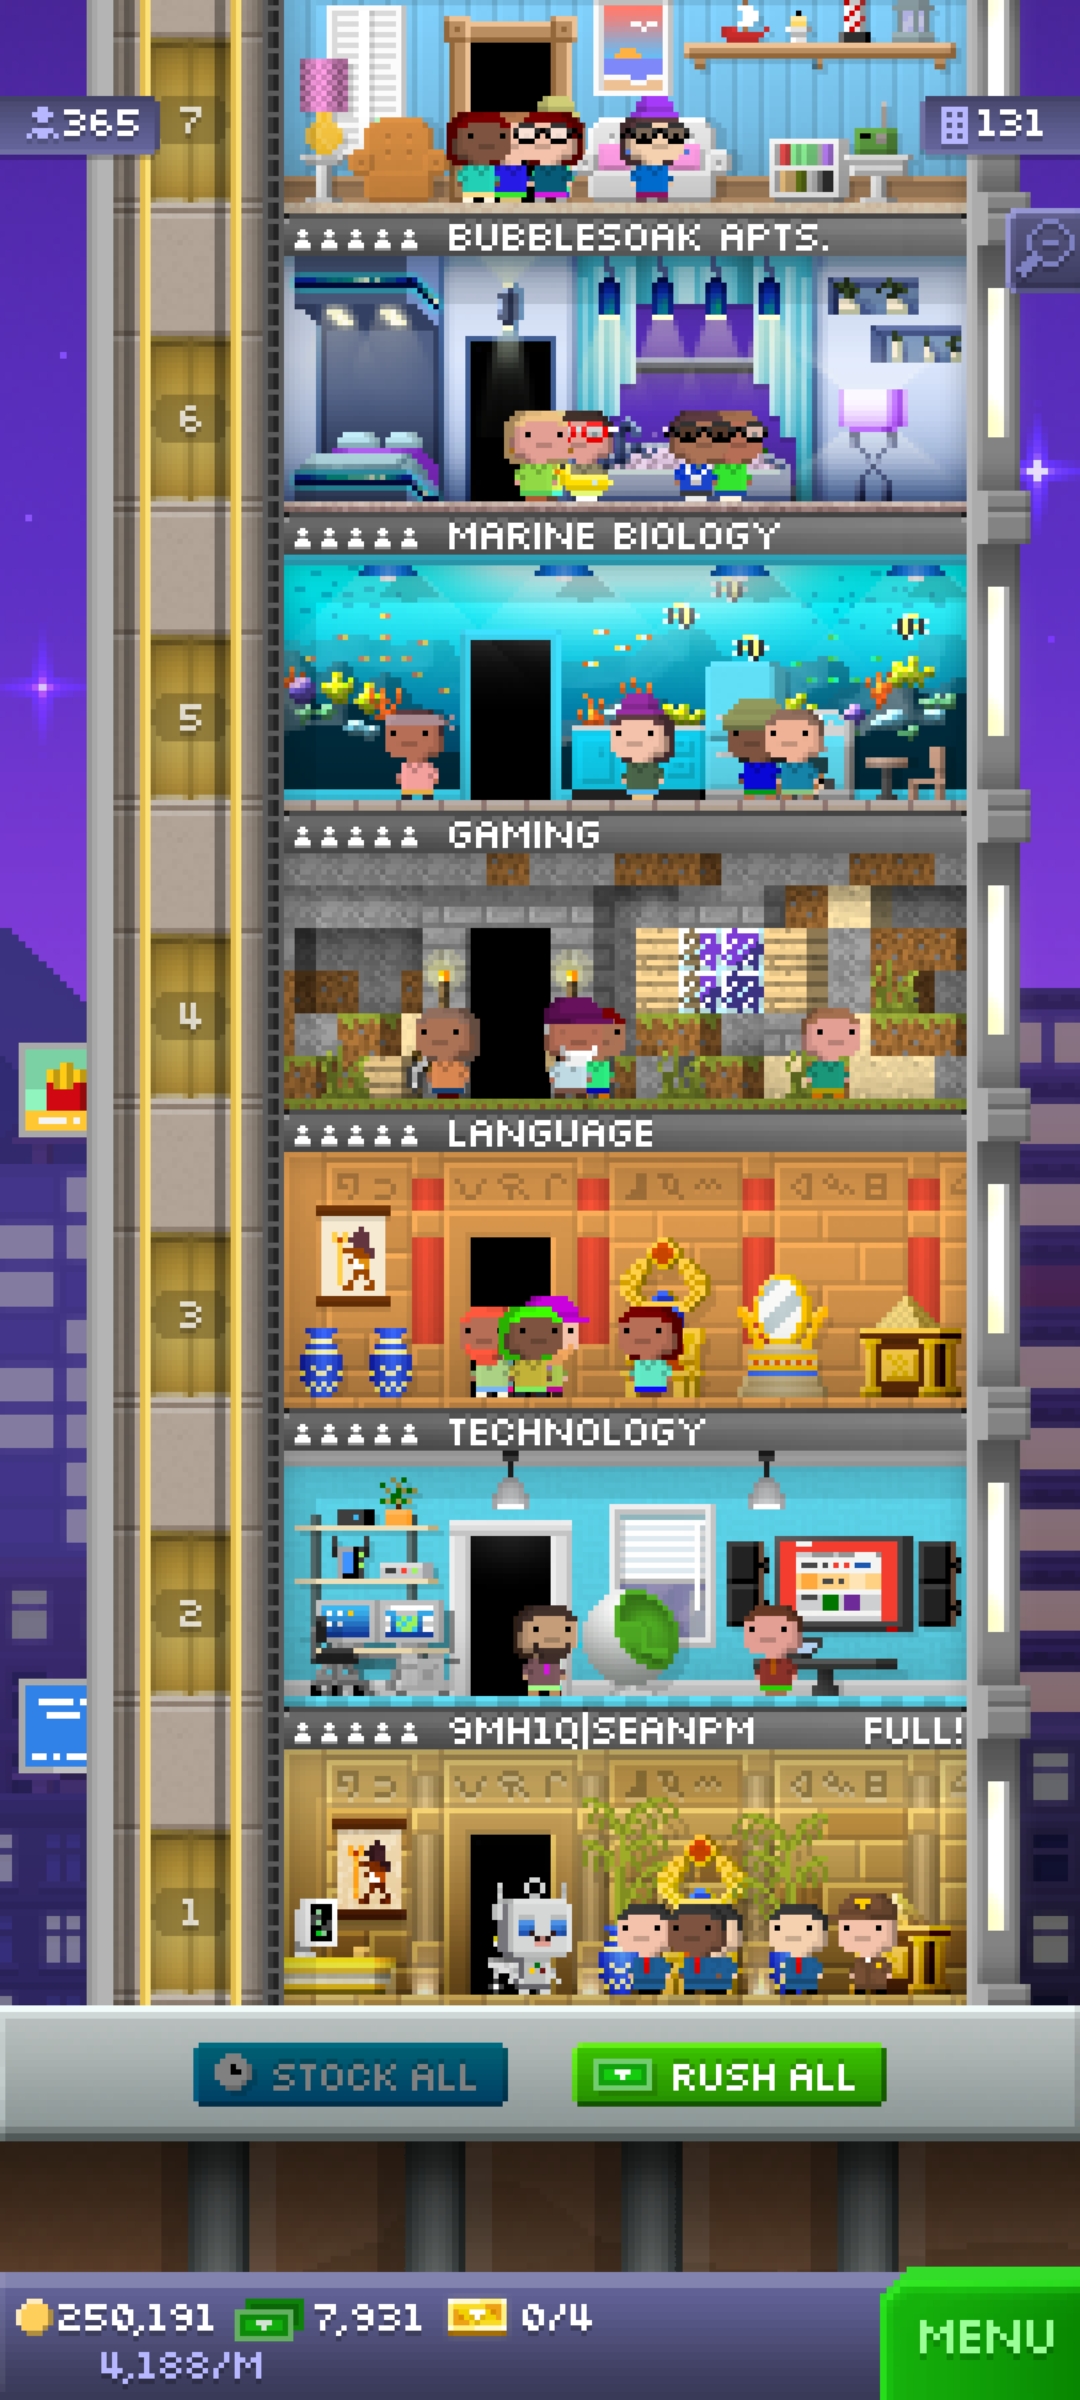 7
365
131
BUBBLESOAK APTS.
6
MARINE BIOLOGY
5
GAMING
4
LANGUAGE
3
TECHNOLOGY
2
9MH1Q|SEANPM FULL!
1
STOCK ALL
RUSH ALL
250,191 7,931 0/4
4,188/M
MENU